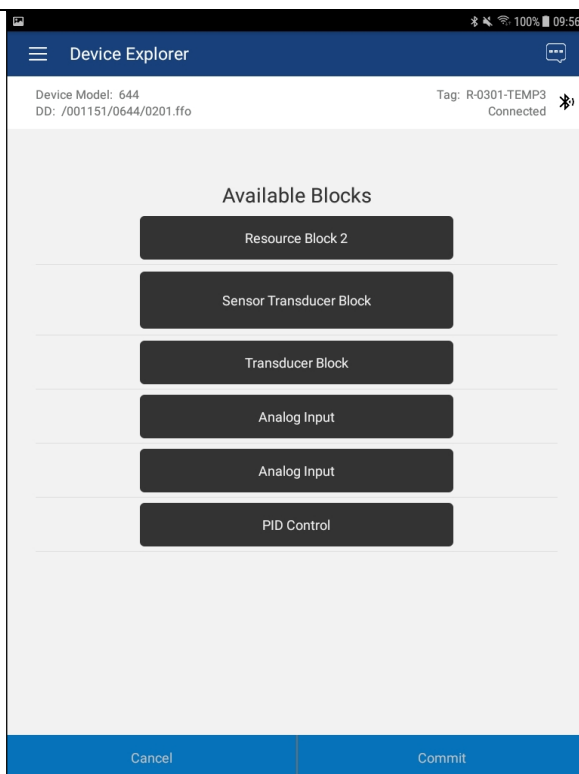 100% 09:56
Device Explorer
Device Model: 644
Tag: R-0301-TEMP3
DD: /001151/0644/0201.ffo
Connected
Available Blocks
Resource Block 2
Sensor Transducer Block
Transducer Block
Analog Input
Analog Input
PID Control
Cancel
Commit